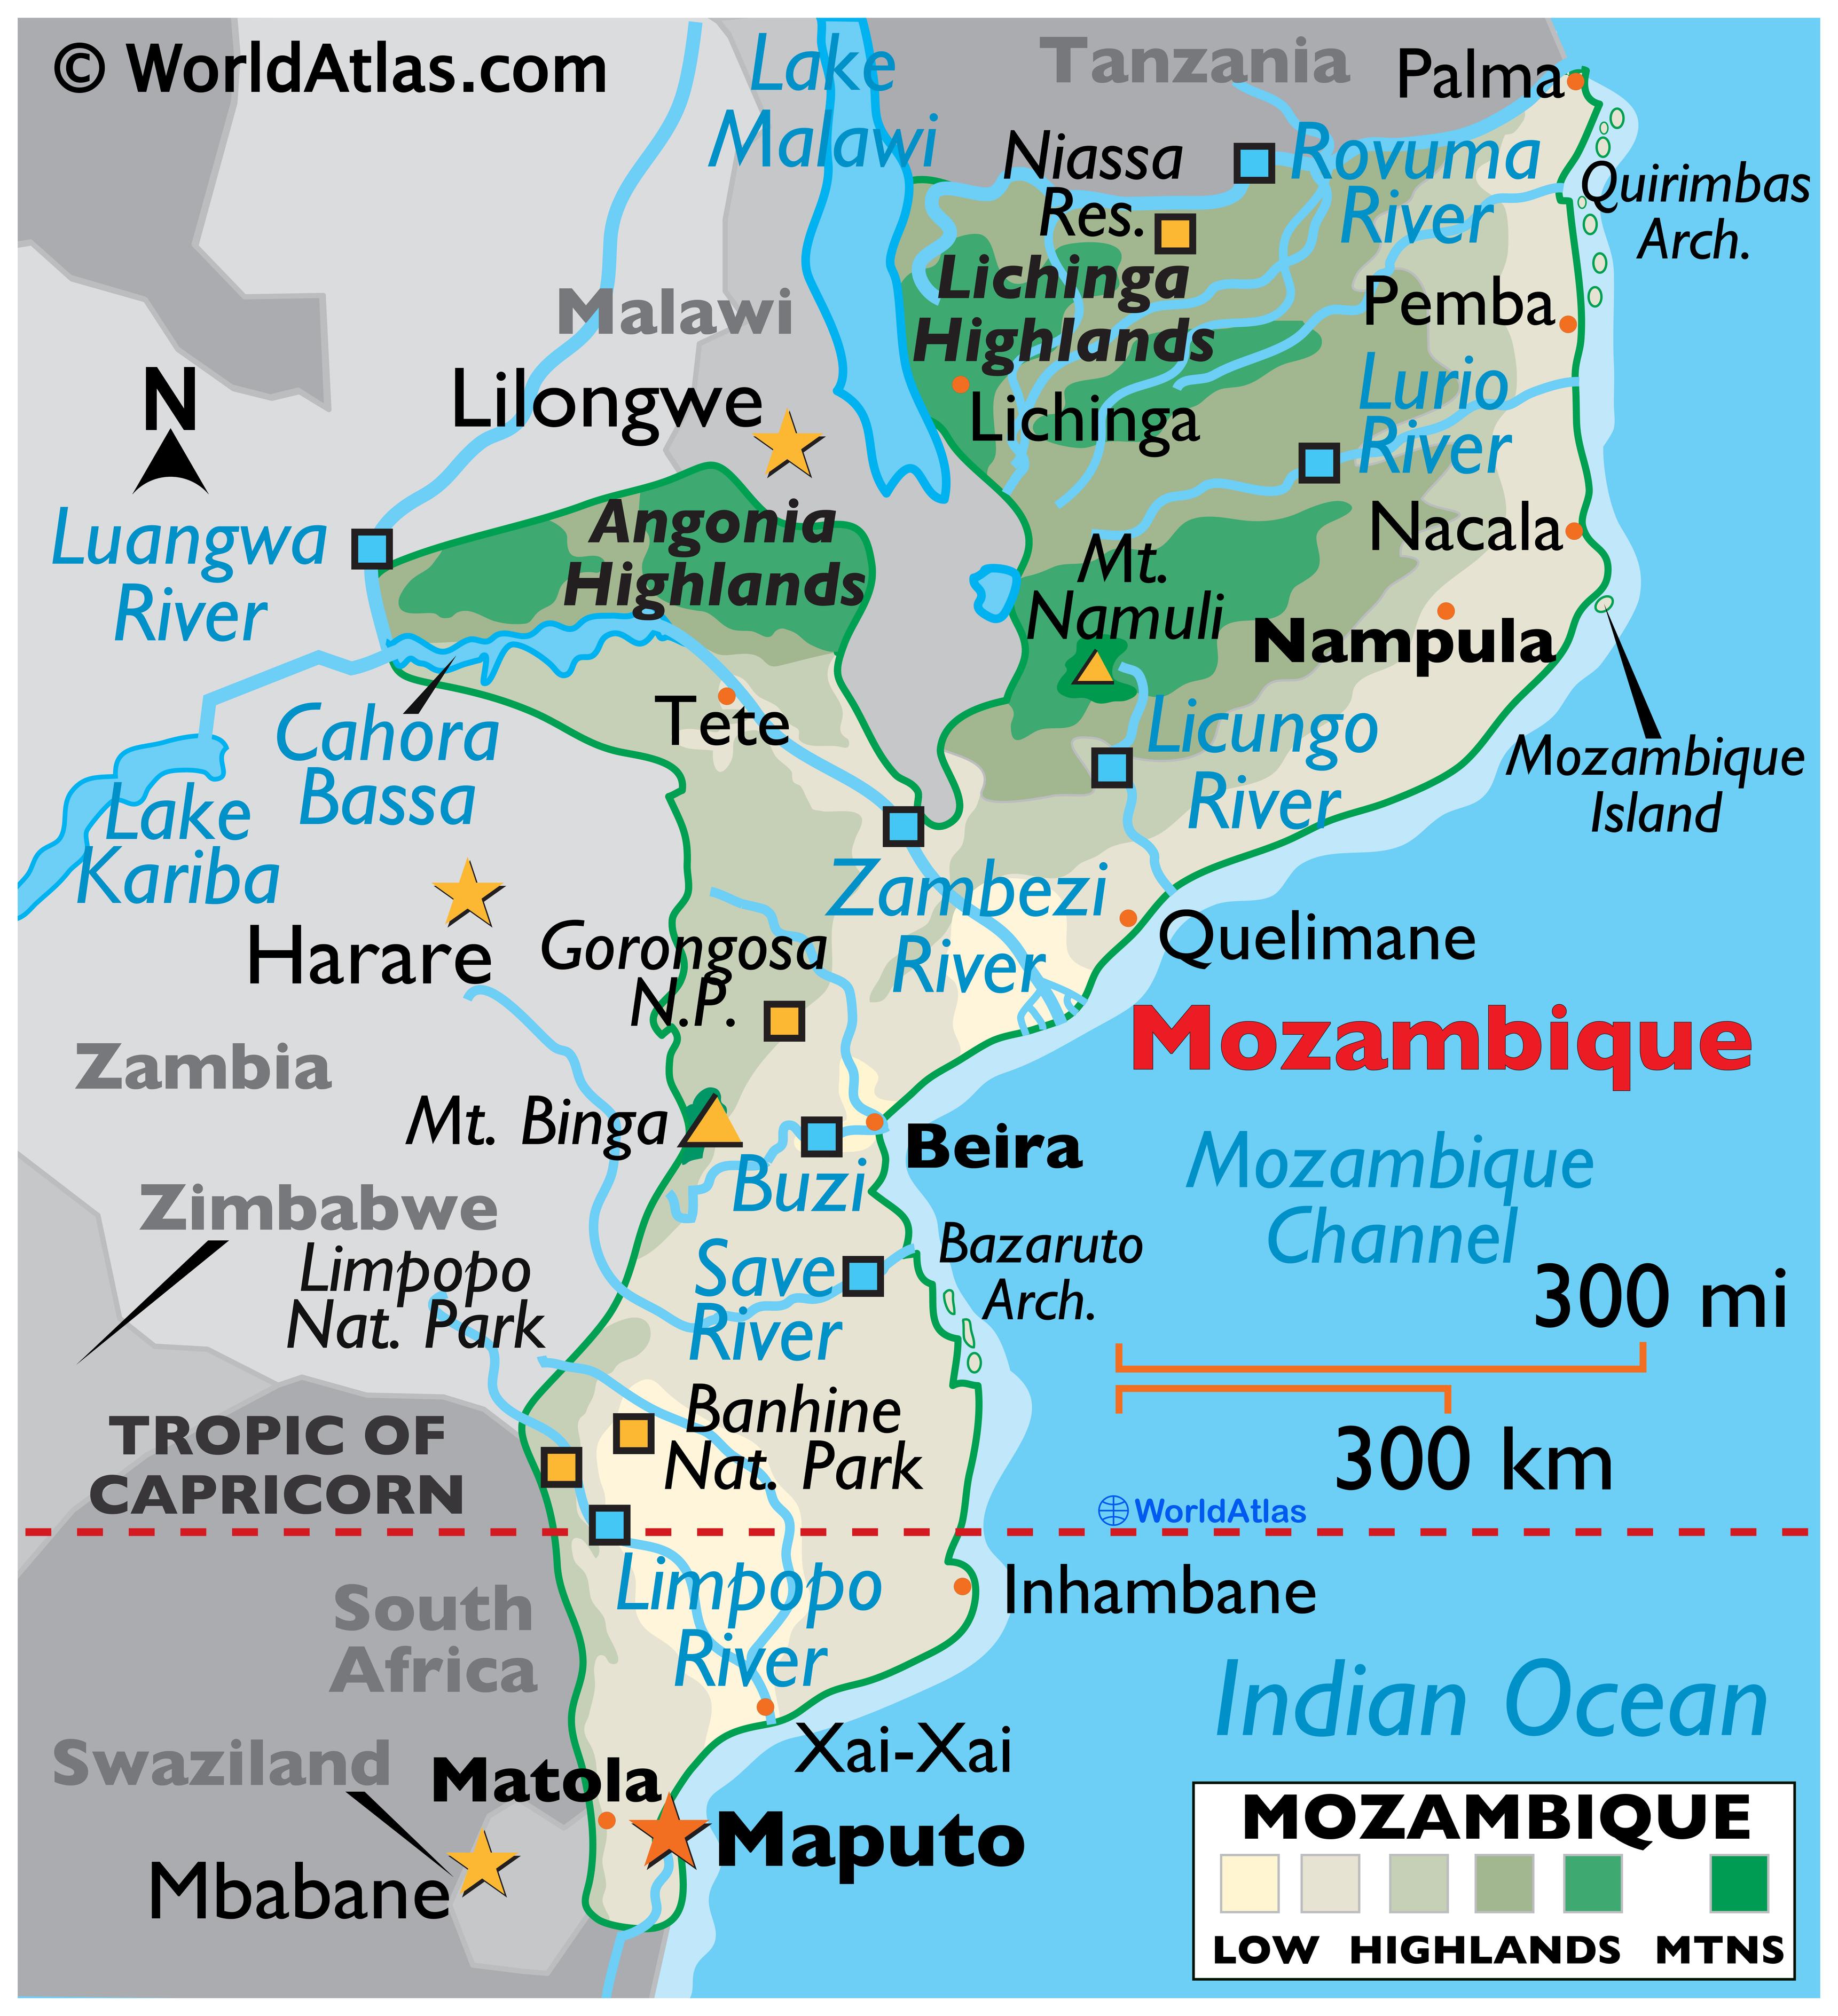 © WorldAtlas.com
Lake
Malawi
Tanzania
Palma
Niassa
Res.
Rovuma
River
Quirimbas
Arch.
Lichinga
Highlands
Malawi
Pemba
N
Lilongwe
Lichinga
Lurio
River
Luangwa
River
Angonia
Highlands
Nacala
Mt.
Namuli
Nampula
Cahora
Bassa
Tete
Licungo
River
Mozambique
Island
Lake
Kariba
Zambezi
River
Harare
Gorongosa
N.P.
Quelimane
Mozambique
Zambia
Mt. Binga
Beira
Buzi
Mozambique
Channel
Zimbabwe
Limpopo
Nat. Park
Save
River
Bazaruto
Arch.
300 mi
300 km
Banhine
Nat. Park
TROPIC OF
CAPRICORN
WorldAtlas
Limpopo
River
Inhambane
South
Africa
Indian Ocean
Xai-Xai
Swaziland
Matola
Maputo
Mbabane
MOZAMBIQUE
LOW HIGHLANDS MTNS